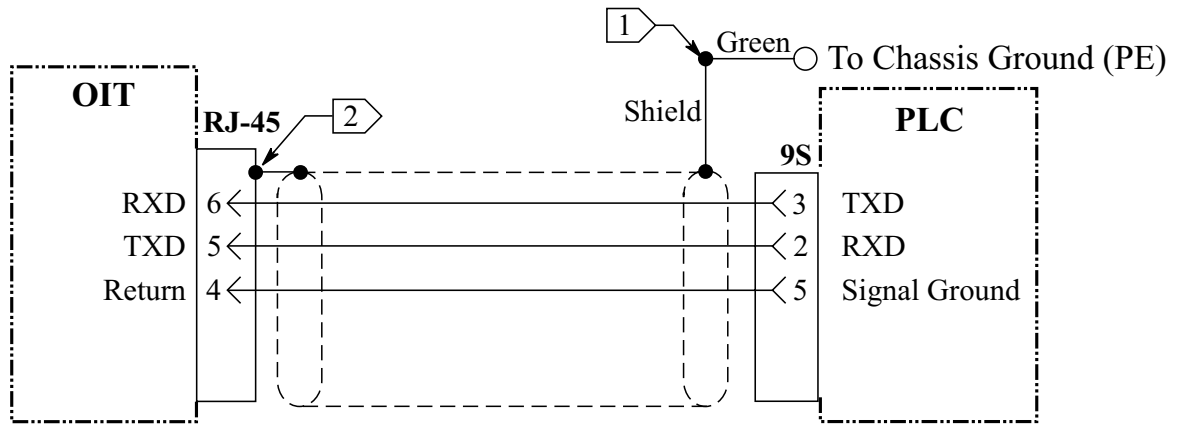 1
Green
To Chassis Ground (PE)
OIT
RJ-45
2
Shield
PLC
9S
RXD 6
3 TXD
TXD 5
2 RXD
Return 4
5 Signal Ground